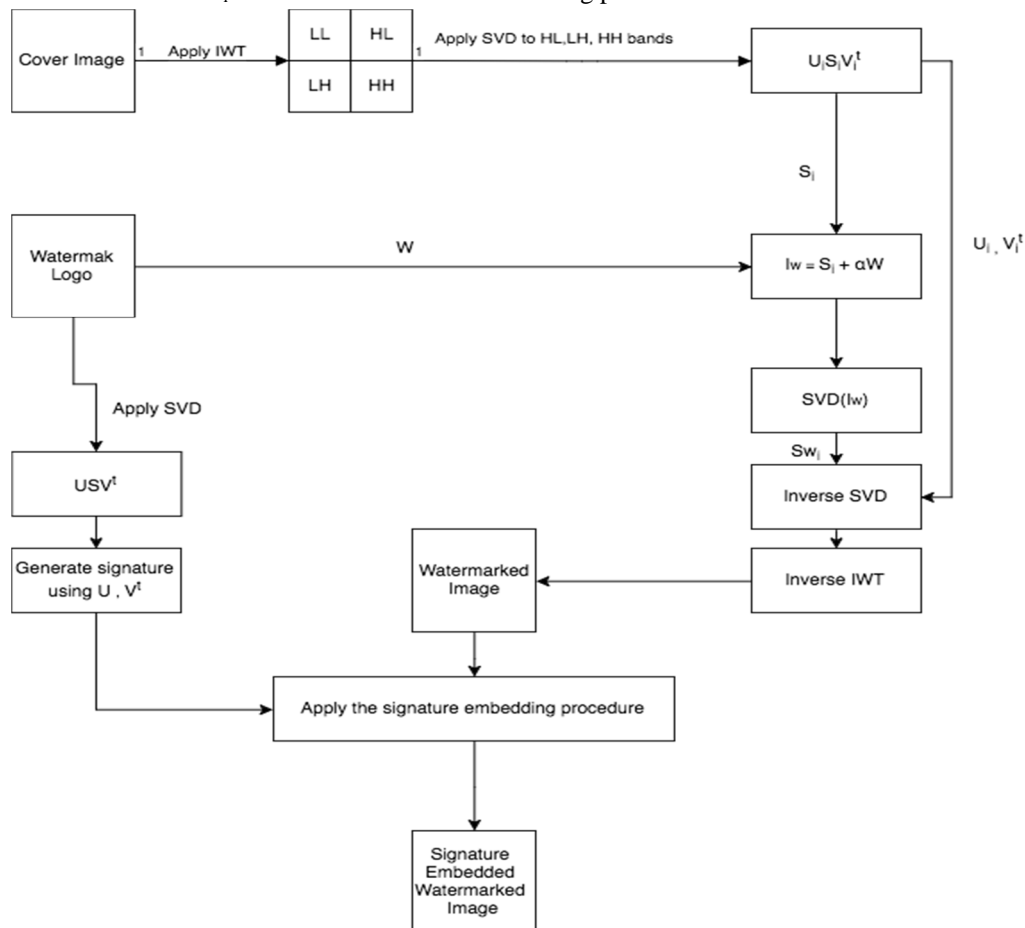 Cover Image
1
Apply IWT
LL
HL
LH
HH
1
Apply SVD to HL,LH, HH bands
UᵢSᵢVᵢᵗ
Sᵢ
Uᵢ , Vᵢᵗ
Watermak
Logo
W
Iw = Sᵢ + αW
Apply SVD
SVD(Iw)
Swᵢ
USVᵗ
Inverse SVD
Generate signature
using U , Vᵗ
Watermarked
Image
Inverse IWT
Apply the signature embedding procedure
Signature
Embedded
Watermarked
Image